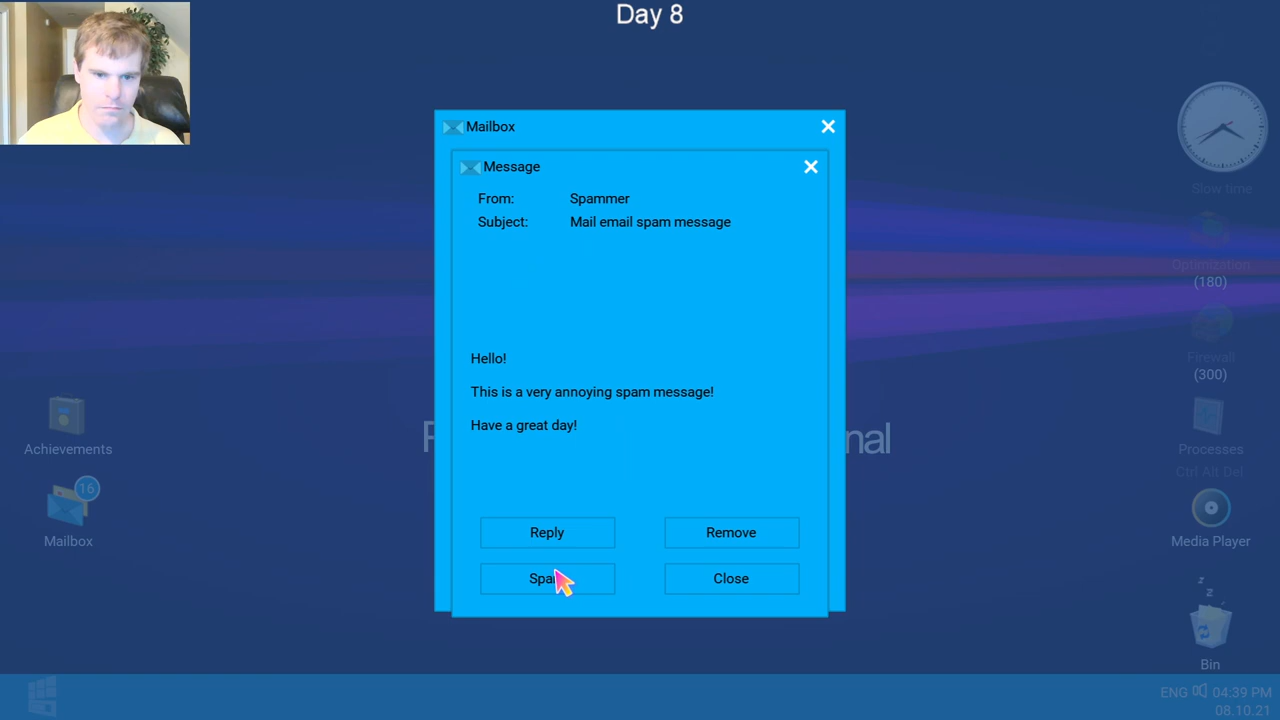 Day 8
Mailbox
Message
From: Spammer
Subject: Mail email spam message
Hello!
This is a very annoying spam message!
Have a great day!
Reply
Remove
Close
Achievements
16
Mailbox
nal
Slow time
Optimization
(180)
Firewall
(300)
Processes
Ctrl Alt Del
Media Player
z
z
Bin
ENG 04:39 PM
08.10.21